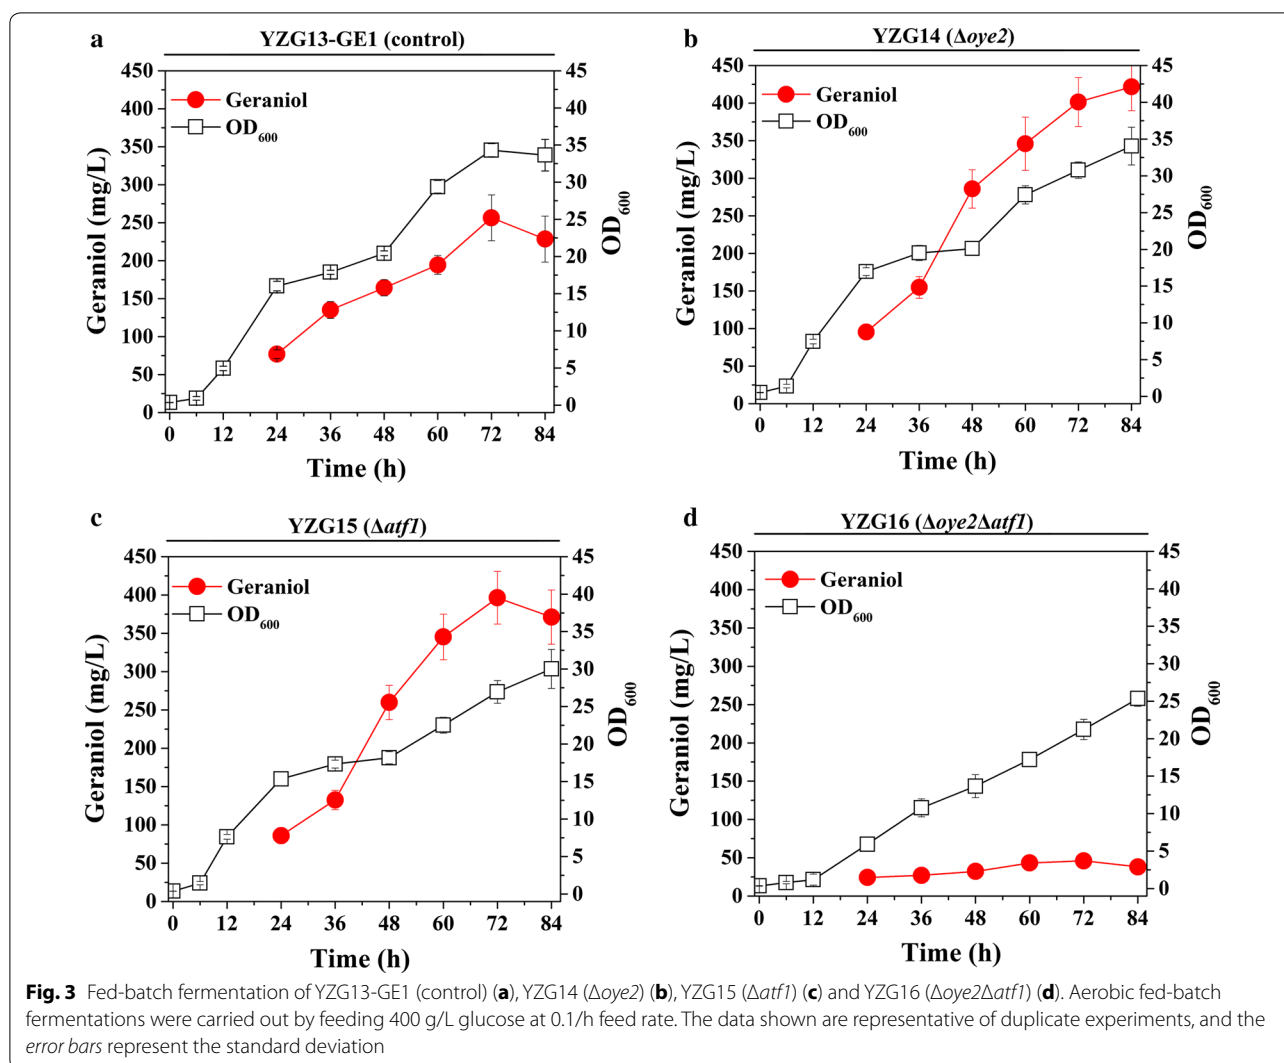 a
YZG13-GE1 (control)
Geraniol
OD600
450
400
350
300
250
200
150
100
50
0
Geraniol (mg/L)
45
40
35
30
25
20
15
10
5
0
OD600
0 12 24 36 48 60 72 84
Time (h)
b
YZG14 (Δoye2)
Geraniol
OD600
450
400
350
300
250
200
150
100
50
0
Geraniol (mg/L)
45
40
35
30
25
20
15
10
5
0
OD600
0 12 24 36 48 60 72 84
Time (h)
c
YZG15 (Δatf1)
Geraniol
OD600
450
400
350
300
250
200
150
100
50
0
Geraniol (mg/L)
45
40
35
30
25
20
15
10
5
0
OD600
0 12 24 36 48 60 72 84
Time (h)
d
YZG16 (Δoye2Δatf1)
Geraniol
OD600
450
400
350
300
250
200
150
100
50
0
Geraniol (mg/L)
45
40
35
30
25
20
15
10
5
0
OD600
0 12 24 36 48 60 72 84
Time (h)
Fig. 3 Fed-batch fermentation of YZG13-GE1 (control) (a), YZG14 (Δoye2) (b), YZG15 (Δatf1) (c) and YZG16 (Δoye2Δatf1) (d). Aerobic fed-batch
fermentations were carried out by feeding 400 g/L glucose at 0.1/h feed rate. The data shown are representative of duplicate experiments, and the
error bars represent the standard deviation